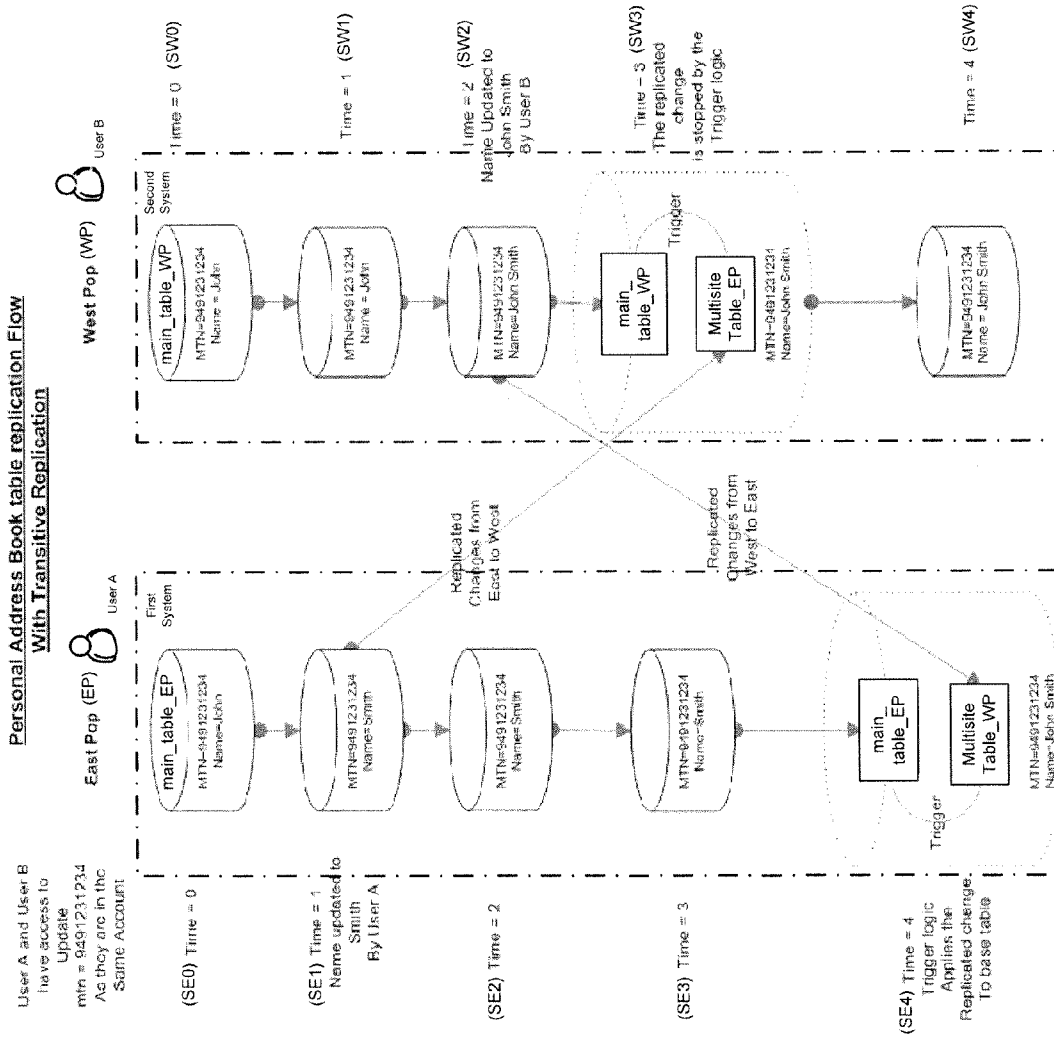 Personal Address Book table replication Flow
With Transitive Replication
User A and User B
have access to
Update
mtn = 9491231234
As they are in the
Same Account
East Pop (EP)
User A
West Pop (WP)
User B
First
System
Second
System
(SE0) Time = 0
main_table_EP
MTN=9491231234
Name=John
main_table_WP
MTN=9491231234
Name = John
Time = 0 (SW0)
(SE1) Time = 1
Name updated to
Smith
By User A
MTN=9491231234
Name=Smith
MTN=9491231234
Name = John
Time = 1 (SW1)
(SE2) Time = 2
MTN=9491231234
Name=Smith
Replicated
Changes from
East to West
MTN=9491231234
Name=John Smith
Time = 2 (SW2)
Name Updated to
John Smith
By User B
(SE3) Time = 3
MTN=9491231234
Name=Smith
Replicated
Changes from
West to East
main_
table_WP
Trigger
Multisite
Table_EP
MTN=9491231234
Name=John Smith
Time = 3 (SW3)
The replicated
change
is stopped by the
Trigger logic
(SE4) Time = 4
Trigger logic
Applies the
Replicated change
To base table
main_
table_EP
Trigger
Multisite
Table_WP
MTN=9491231234
Name=John Smith
MTN=9491231234
Name = John Smith
Time = 4 (SW4)